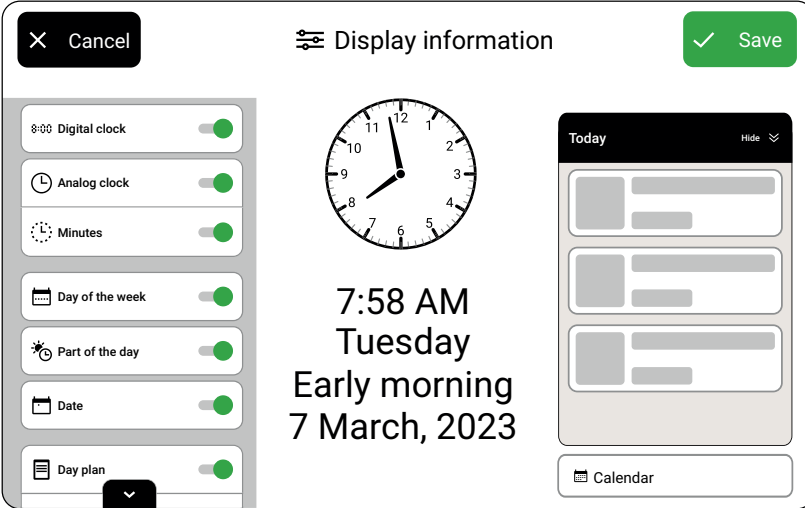 Cancel
Display information
Save
8:00 Digital clock
Analog clock
Minutes
Day of the week
Part of the day
Date
Day plan
12
1
2
3
4
5
6
7
8
9
10
11
7:58 AM
Tuesday
Early morning
7 March, 2023
Today
Hide
Calendar